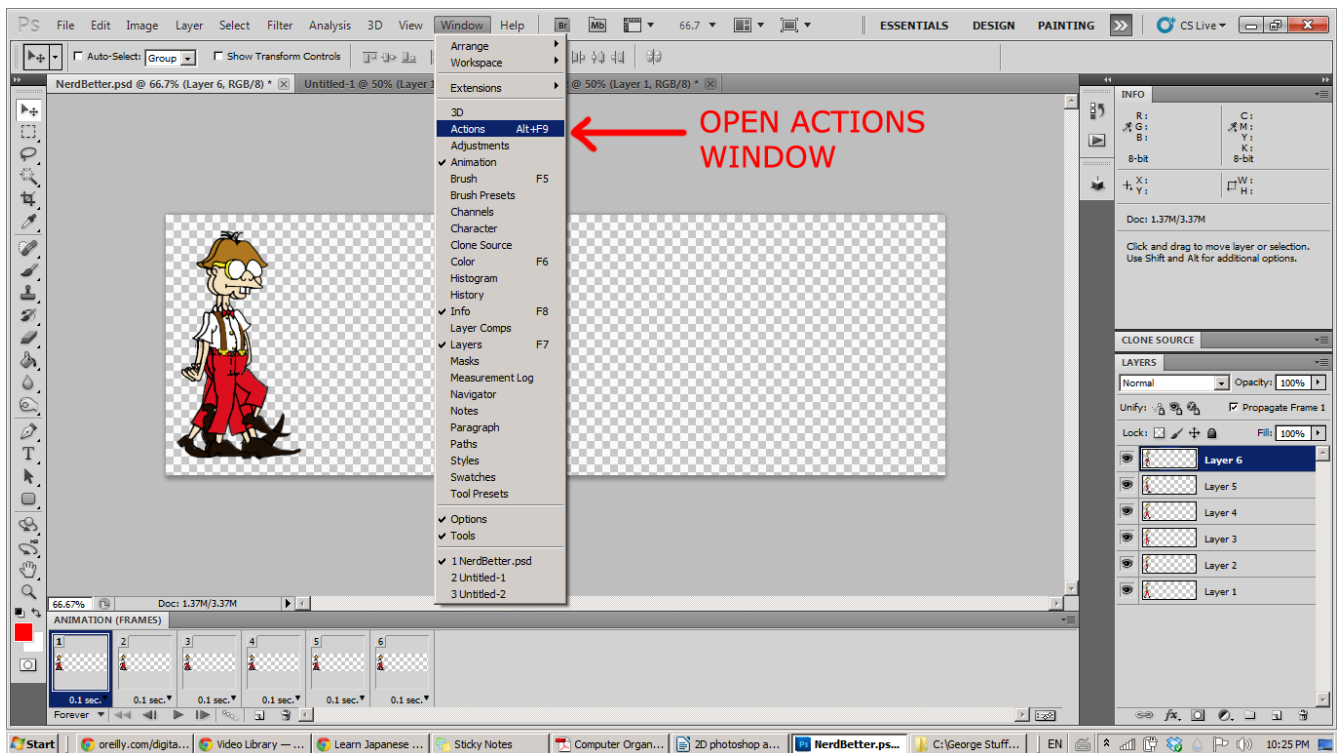 Ps File Edit Image Layer Select Filter Analysis 3D View Window Help Br Mb 66.7 ESSENTIALS DESIGN PAINTING >> CS Live
Auto-Select: Group Show Transform Controls
NerdBetter.psd @ 66.7% (Layer 6, RGB/8) * Untitled-1 @ 50% (Layer 1 @ 50% (Layer 1, RGB/8) *
Arrange
Workspace
Extensions
3D
Actions Alt+F9
Adjustments
Animation
Brush F5
Brush Presets
Channels
Character
Clone Source
Color F6
Histogram
History
Info F8
Layer Comps
Layers F7
Masks
Measurement Log
Navigator
Notes
Paragraph
Paths
Styles
Swatches
Tool Presets
Options
Tools
1 NerdBetter.psd
2 Untitled-1
3 Untitled-2
OPEN ACTIONS
WINDOW
INFO
R: C:
G: M:
B: Y:
K:
8-bit 8-bit
X: W:
Y: H:
Doc: 1.37M/3.37M
Click and drag to move layer or selection.
Use Shift and Alt for additional options.
CLONE SOURCE
LAYERS
Normal Opacity: 100%
Unify: Propagate Frame 1
Lock: Fill: 100%
Layer 6
Layer 5
Layer 4
Layer 3
Layer 2
Layer 1
66.67% Doc: 1.37M/3.37M
ANIMATION (FRAMES)
1 2 3 4 5 6
0.1 sec. 0.1 sec. 0.1 sec. 0.1 sec. 0.1 sec. 0.1 sec.
Forever
Start oreilly.com/digita... Video Library — ... Learn Japanese ... Sticky Notes Computer Organ... 2D photoshop a... NerdBetter.ps... C:\George Stuff... EN 10:25 PM